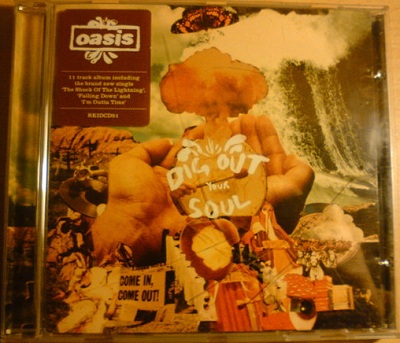 oasis
11 track album including
the brand new single
'The Shock Of The Lightning',
'Falling Down' and
'I'm Outta Time'
RKIDCD51
DIG OUT
YOUR
SOUL
COME IN,
COME OUT!